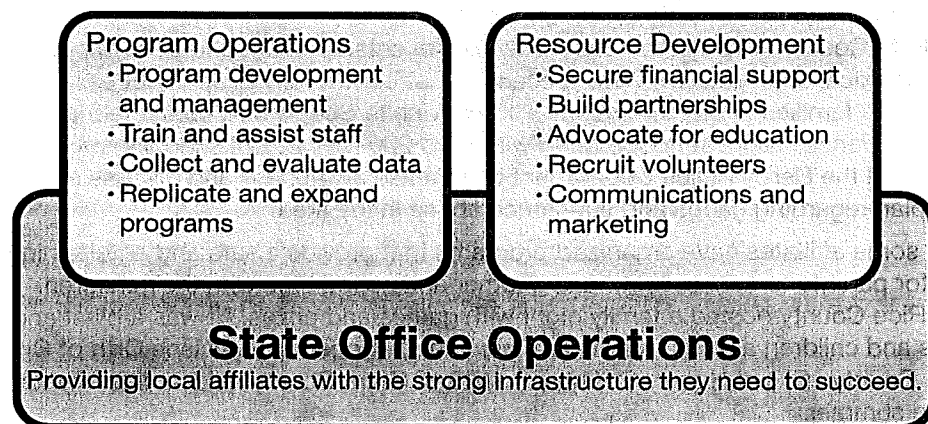 Program Operations
· Program development
and management
· Train and assist staff
· Collect and evaluate data
· Replicate and expand
programs
Resource Development
· Secure financial support
· Build partnerships
· Advocate for education
· Recruit volunteers
· Communications and
marketing
State Office Operations
Providing local affiliates with the strong infrastructure they need to succeed.